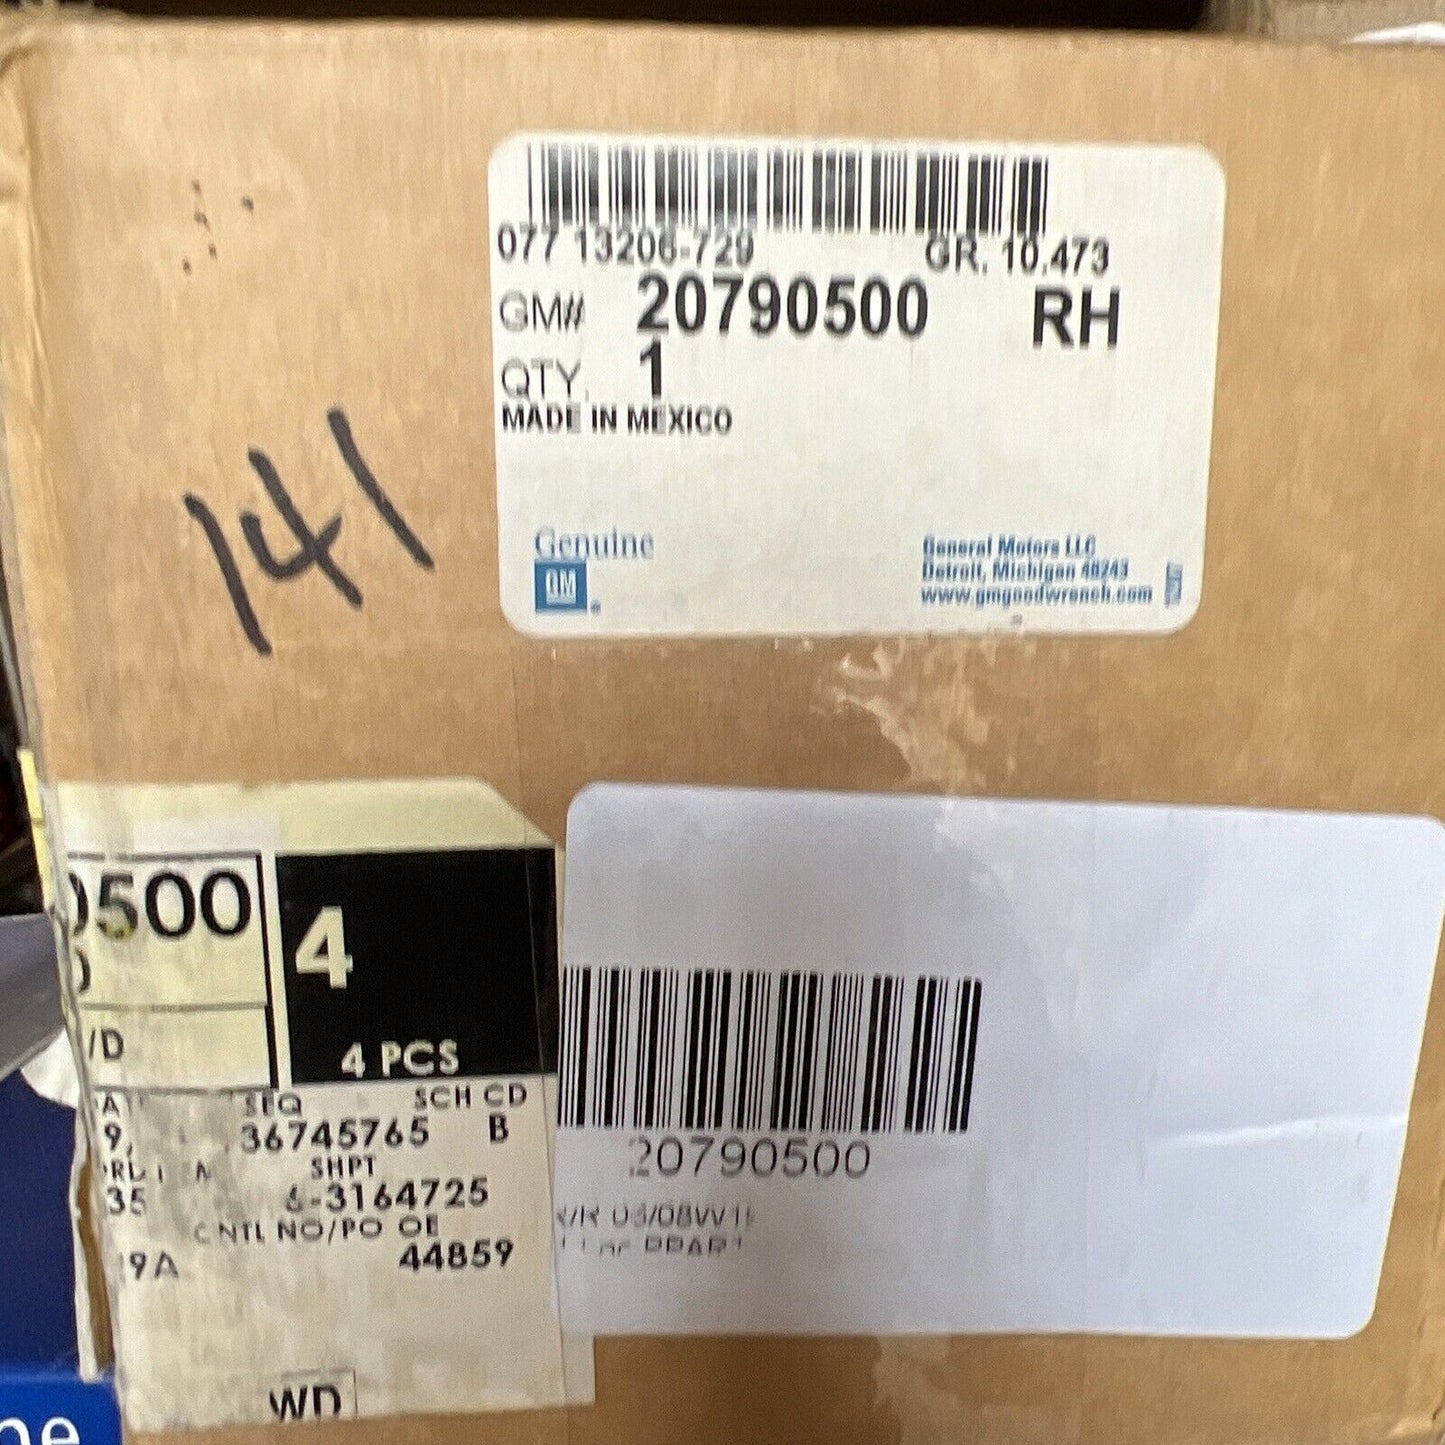 077 13206-729 GR. 10.473
GM# 20790500 RH
QTY. 1
MADE IN MEXICO
Genuine
GM
General Motors LLC
Detroit, Michigan 48243
www.gmgoodwrench.com
141
0500
4
/D
4 PCS
SEQ SCH CD
36745765 B
SHPT
6-3164725
CNTL NO/PO OE
9A 44859
WD
20790500